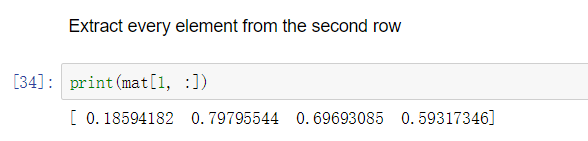 Extract every element from the second row
[34]: print(mat[1, :])
[ 0.18594182  0.79795544  0.69693085  0.59317346]